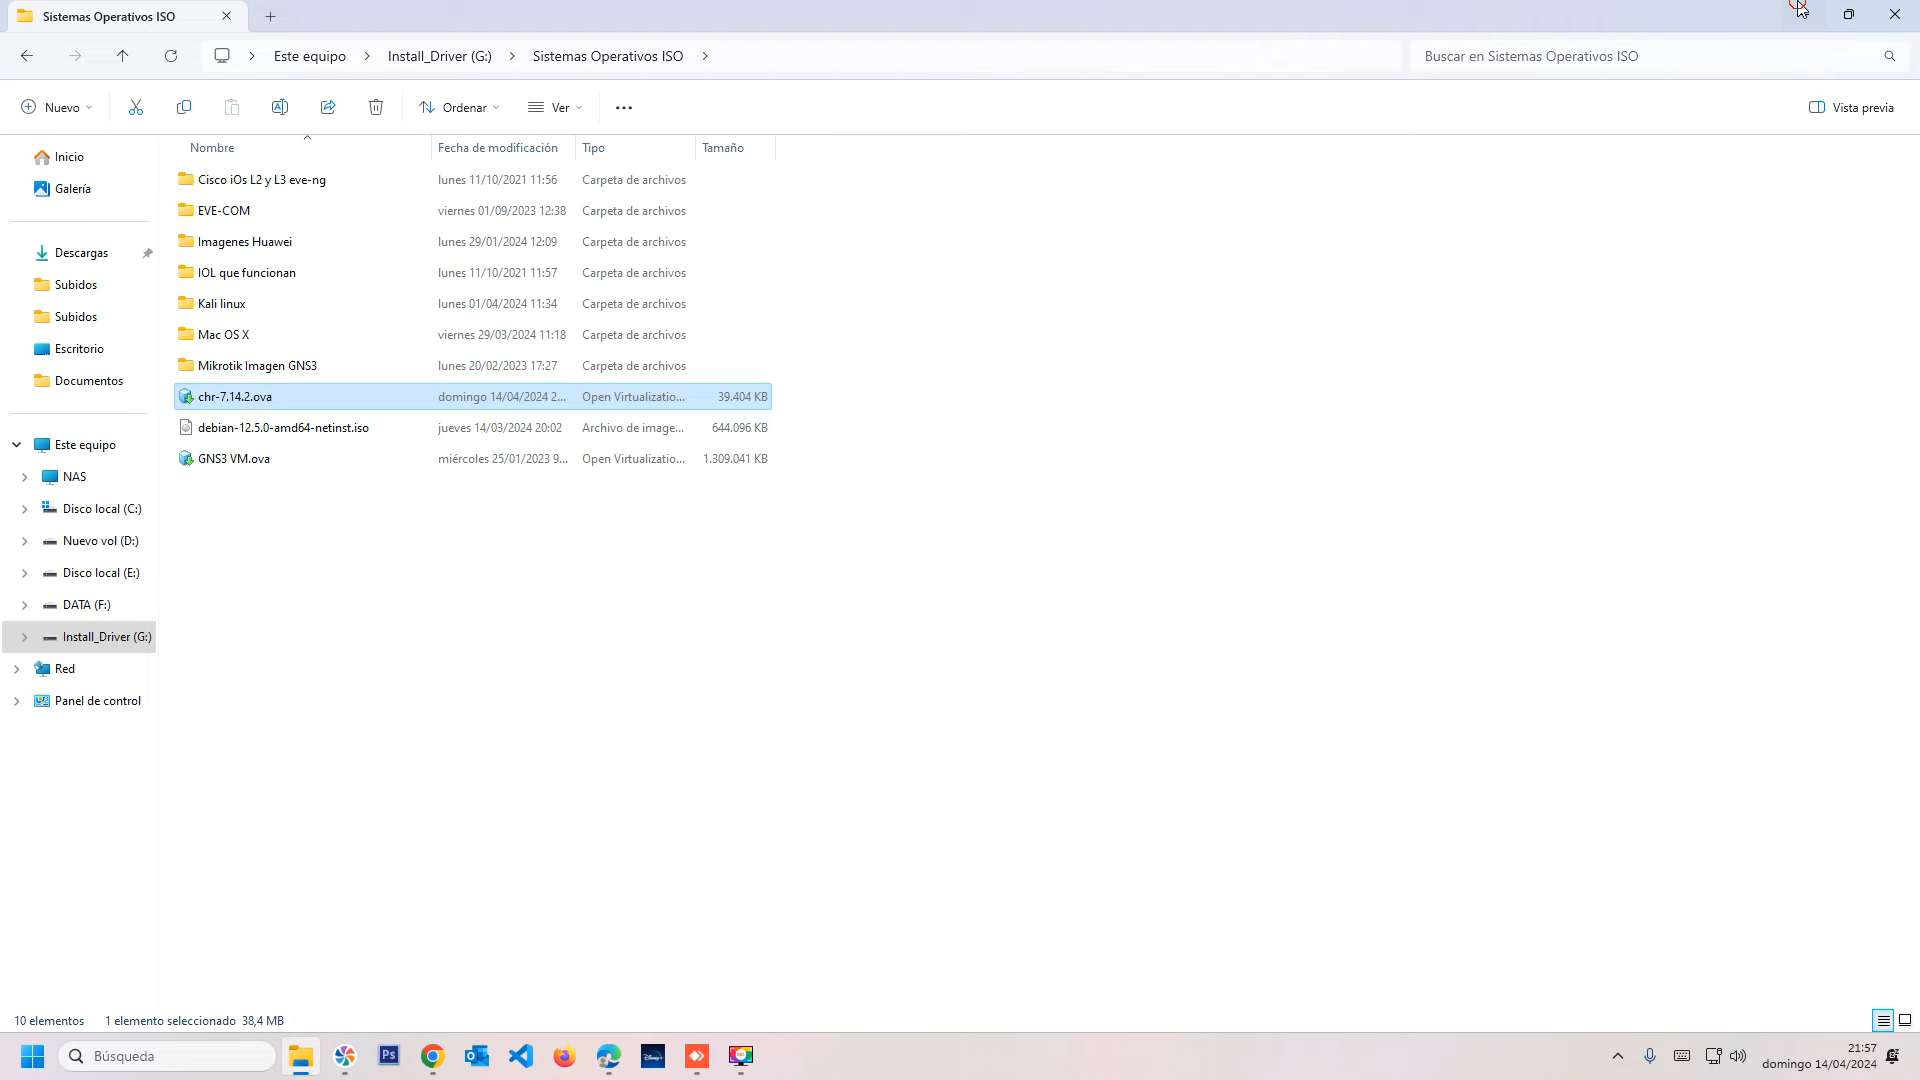 Sistemas Operativos ISO
Este equipo
Install_Driver (G:)
Sistemas Operativos ISO
Buscar en Sistemas Operativos ISO
Nuevo
Ordenar
Ver
Vista previa
Nombre
Fecha de modificación
Tipo
Tamaño
Cisco iOs L2 y L3 eve-ng
lunes 11/10/2021 11:56
Carpeta de archivos
EVE-COM
viernes 01/09/2023 12:38
Carpeta de archivos
Imagenes Huawei
lunes 29/01/2024 12:09
Carpeta de archivos
IOL que funcionan
lunes 11/10/2021 11:57
Carpeta de archivos
Kali linux
lunes 01/04/2024 11:34
Carpeta de archivos
Mac OS X
viernes 29/03/2024 11:18
Carpeta de archivos
Mikrotik Imagen GNS3
lunes 20/02/2023 17:27
Carpeta de archivos
chr-7.14.2.ova
domingo 14/04/2024 2...
Open Virtualizatio...
39.404 KB
debian-12.5.0-amd64-netinst.iso
jueves 14/03/2024 20:02
Archivo de image...
644.096 KB
GNS3 VM.ova
miércoles 25/01/2023 9...
Open Virtualizatio...
1.309.041 KB
Inicio
Galería
Descargas
Subidos
Subidos
Escritorio
Documentos
Este equipo
NAS
Disco local (C:)
Nuevo vol (D:)
Disco local (E:)
DATA (F:)
Install_Driver (G:)
Red
Panel de control
10 elementos
1 elemento seleccionado 38,4 MB
Búsqueda
Ps
21:57
domingo 14/04/2024